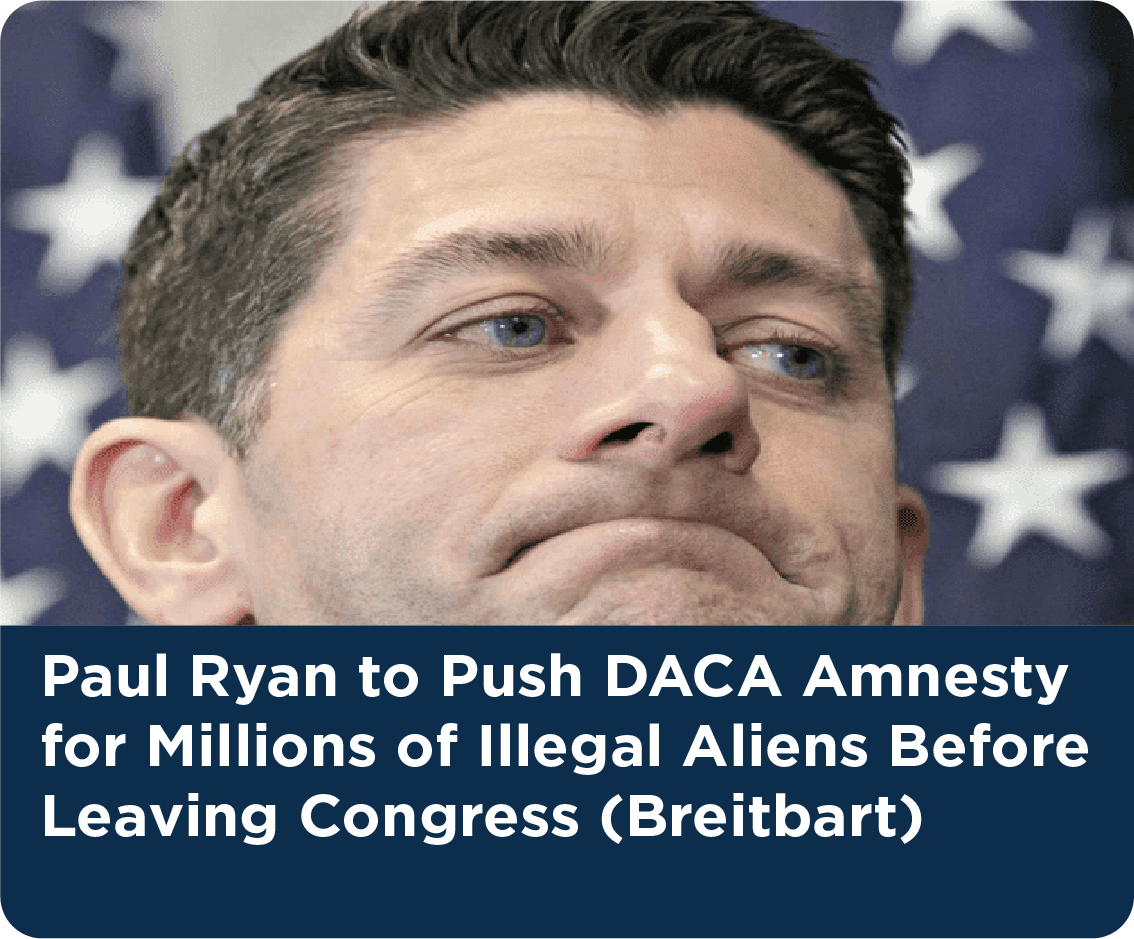 Paul Ryan to Push DACA Amnesty
for Millions of Illegal Aliens Before
Leaving Congress (Breitbart)